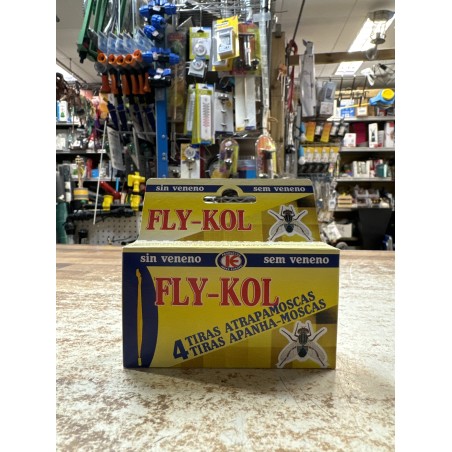 sin veneno sem veneno
FLY-KOL
sin veneno sem veneno
FLY-KOL
4 TIRAS ATRAPAMOSCAS
TIRAS APANHA-MOSCAS